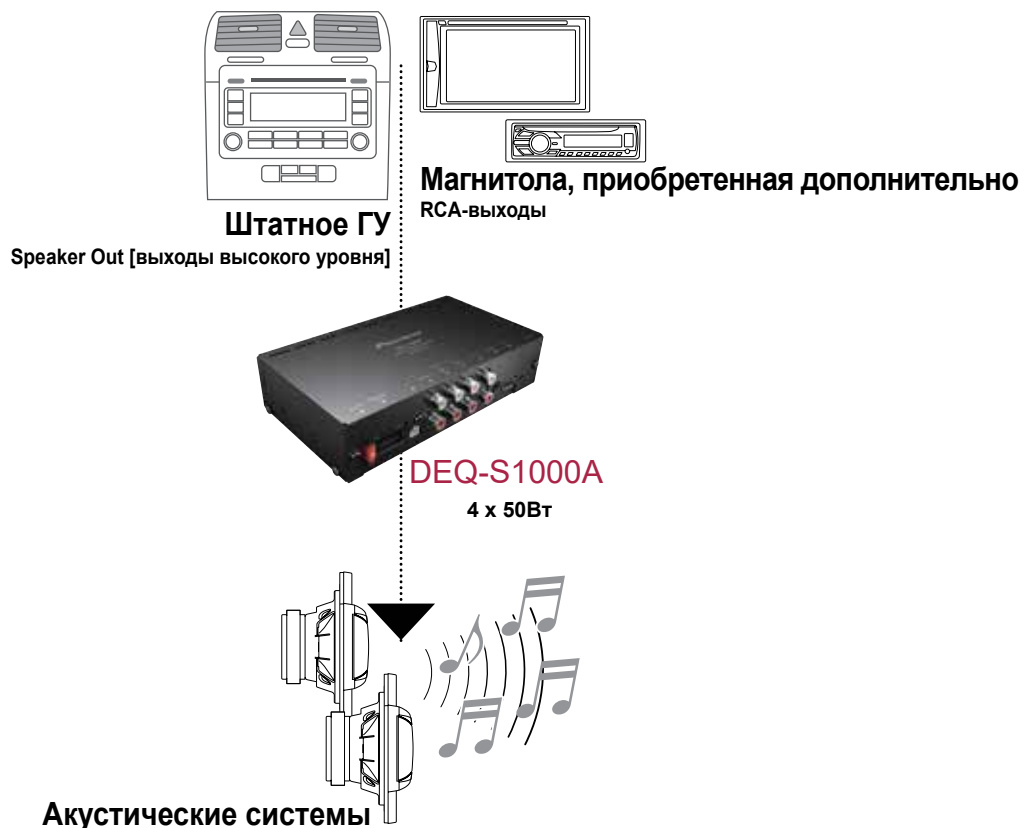 Магнитола, приобретенная дополнительно
RCA-выходы
Штатное ГУ
Speaker Out [выходы высокого уровня]
DEQ-S1000A
4 x 50Вт
Акустические системы